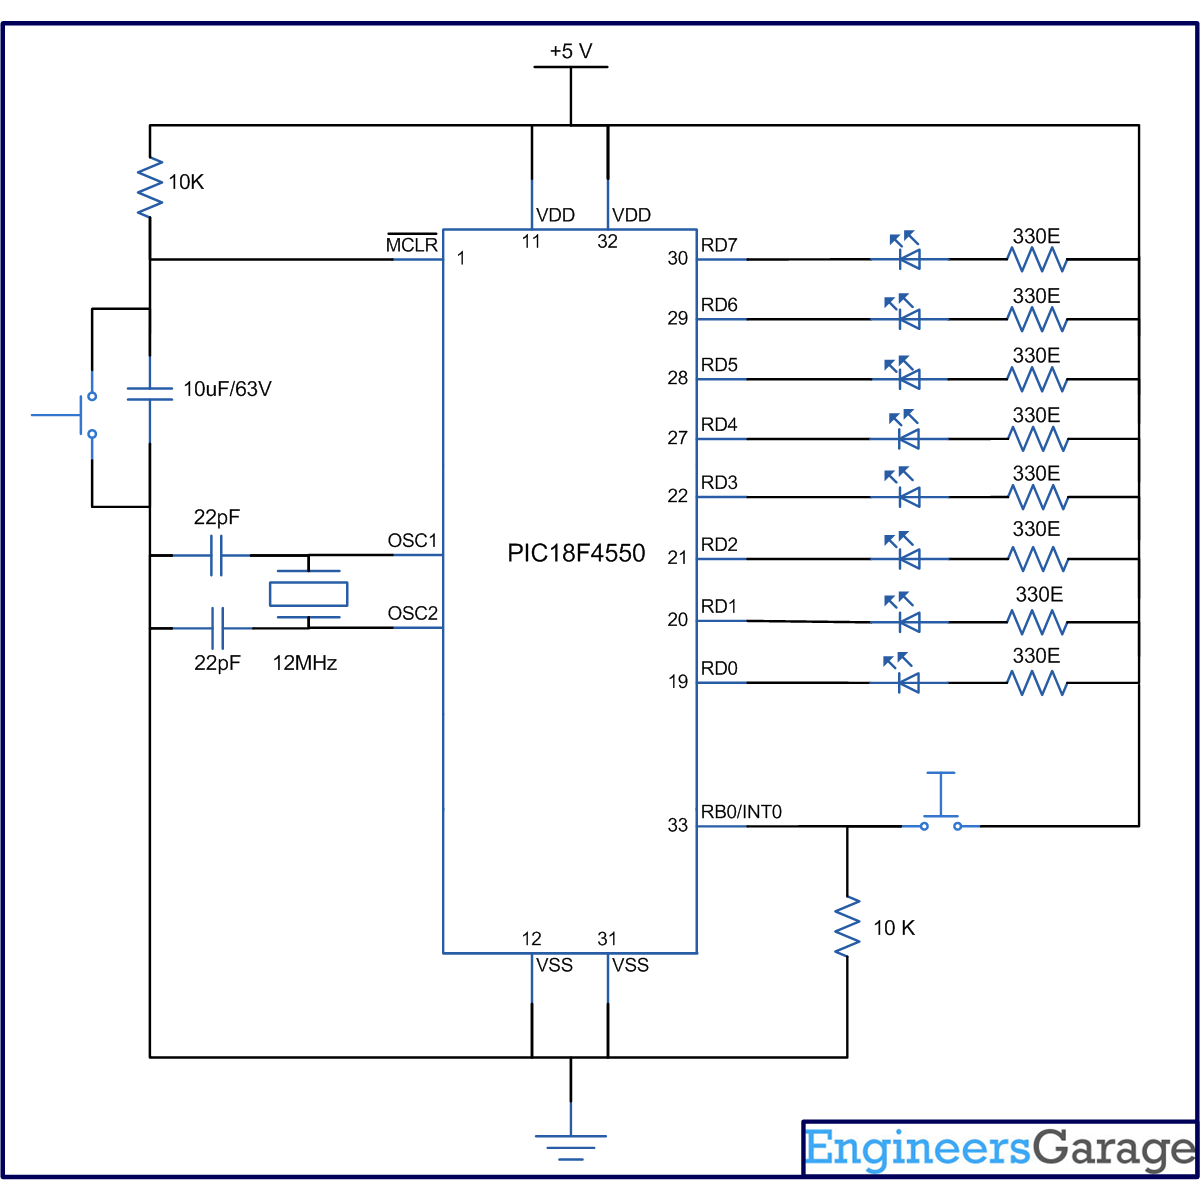 +5 V
10K
VDD
VDD
MCLR
11
32
1
30
RD7
330E
29
RD6
330E
28
RD5
330E
10uF/63V
27
RD4
330E
22
RD3
330E
22pF
OSC1
PIC18F4550
21
RD2
330E
OSC2
20
RD1
330E
22pF
12MHz
19
RD0
330E
33
RB0/INT0
10 K
12
31
VSS
VSS
EngineersGarage